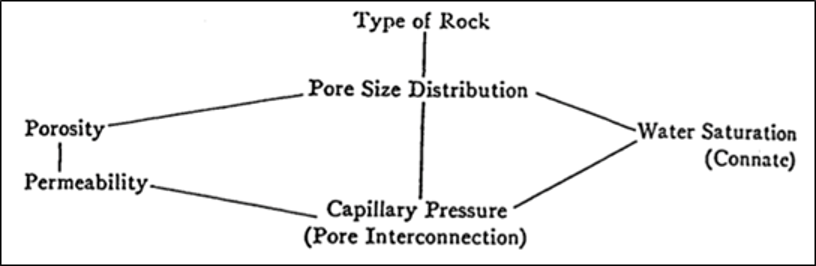 Type of Rock
Pore Size Distribution
Porosity
Water Saturation
(Connate)
Permeability
Capillary Pressure
(Pore Interconnection)